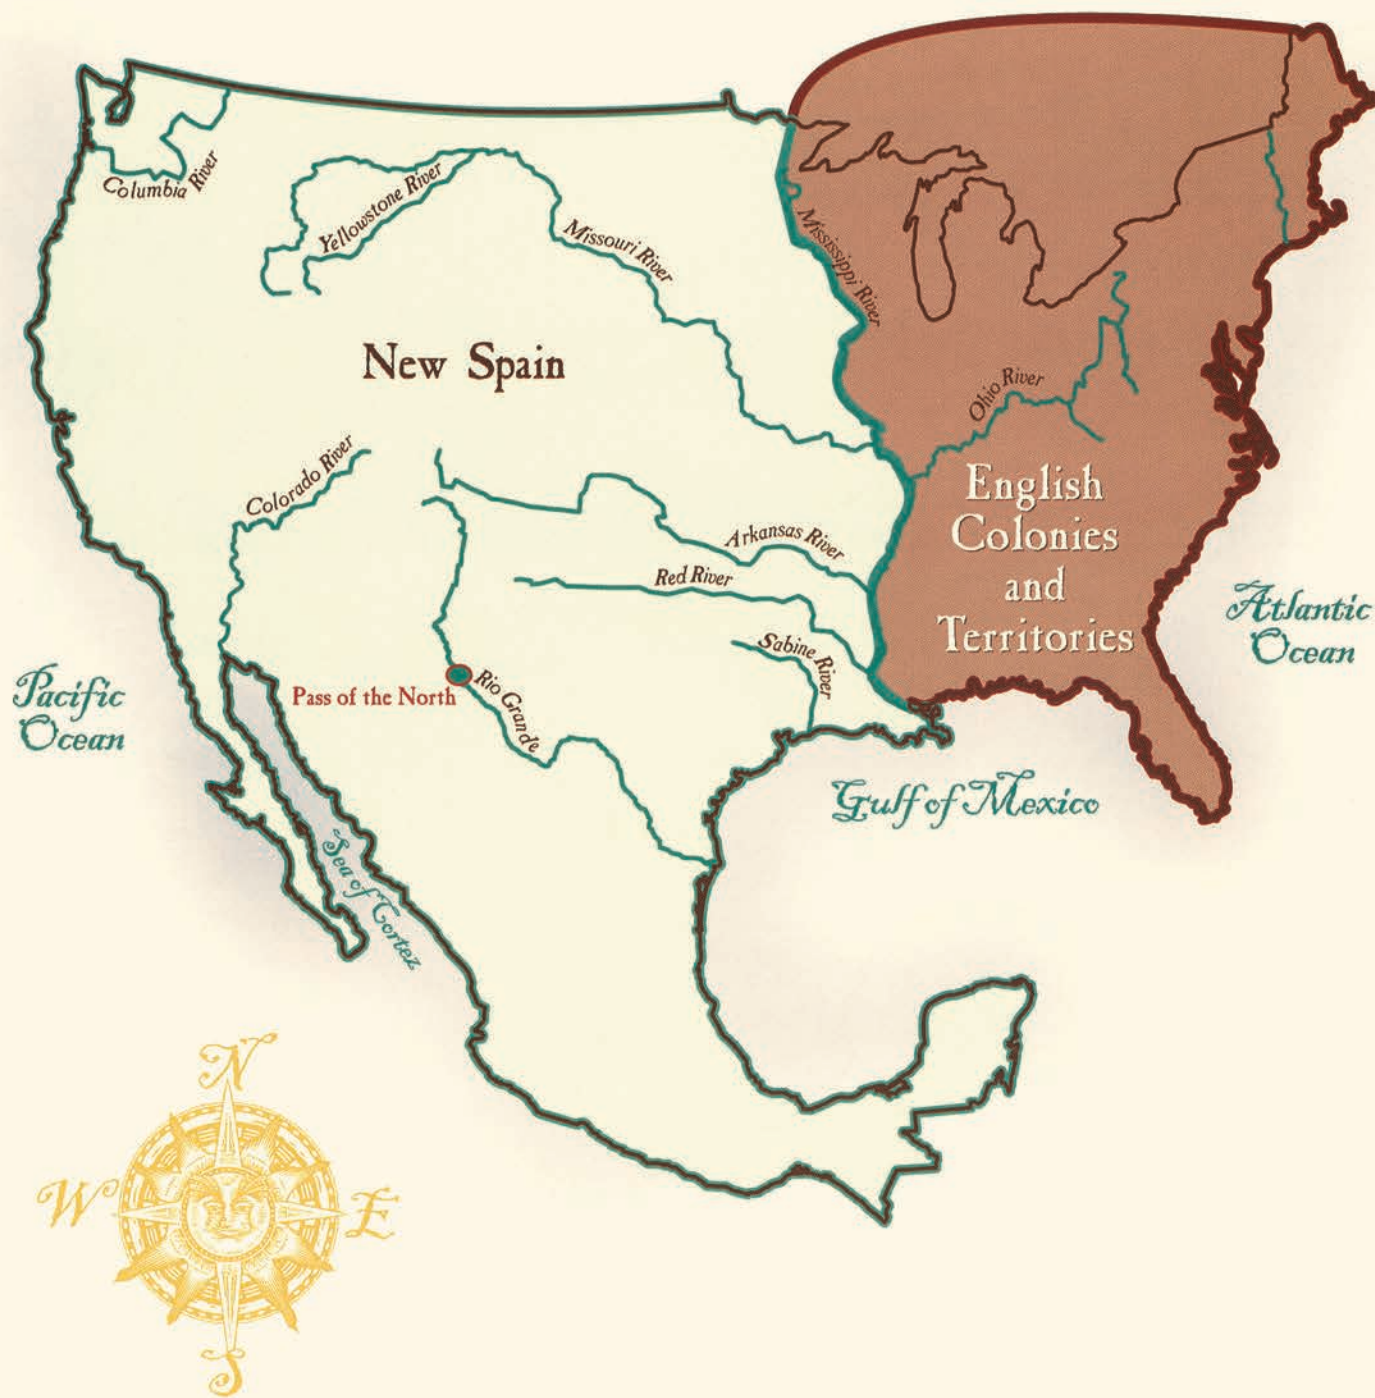 Columbia River
Yellowstone River
Missouri River
Mississippi River
New Spain
Ohio River
Colorado River
English
Colonies
and
Territories
Arkansas River
Red River
Atlantic
Ocean
Sabine River
Pacific
Ocean
Pass of the North
Rio Grande
Gulf of Mexico
Sea of Cortez
N
W
E
S